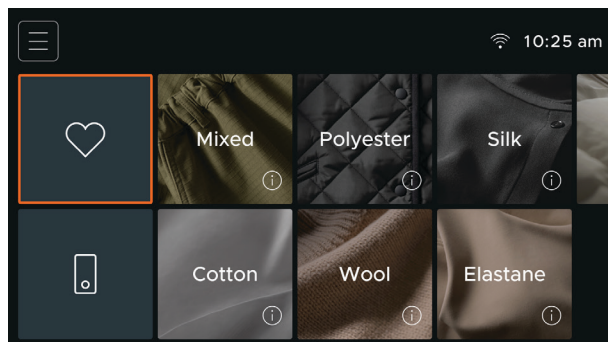 10:25 am
Mixed
Polyester
Silk
Cotton
Wool
Elastane